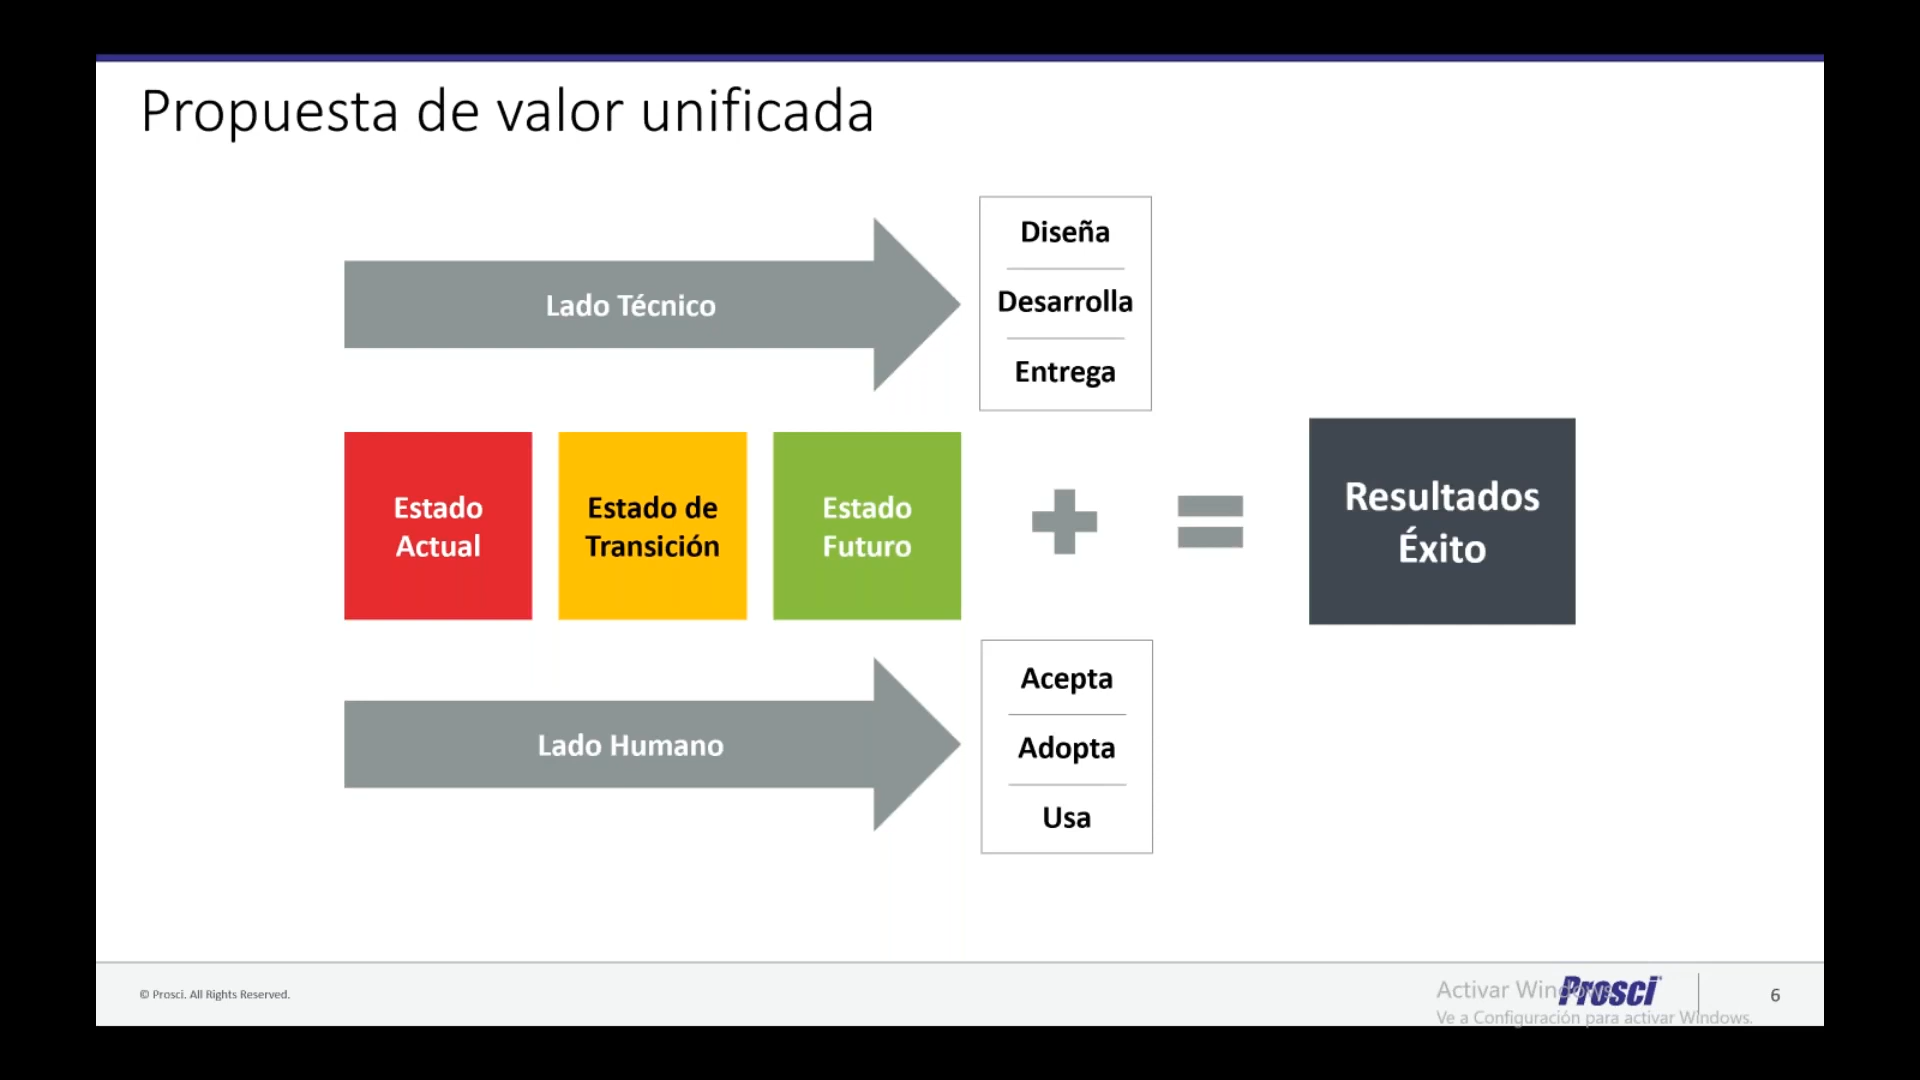 Propuesta de valor unificada
Lado Técnico
Diseña
Desarrolla
Entrega
Estado
Actual
Estado de
Transición
Estado
Futuro
Resultados
Éxito
Lado Humano
Acepta
Adopta
Usa
© Prosci. All Rights Reserved.
Activar Windows
Prosci
Ve a Configuración para activar Windows.
6